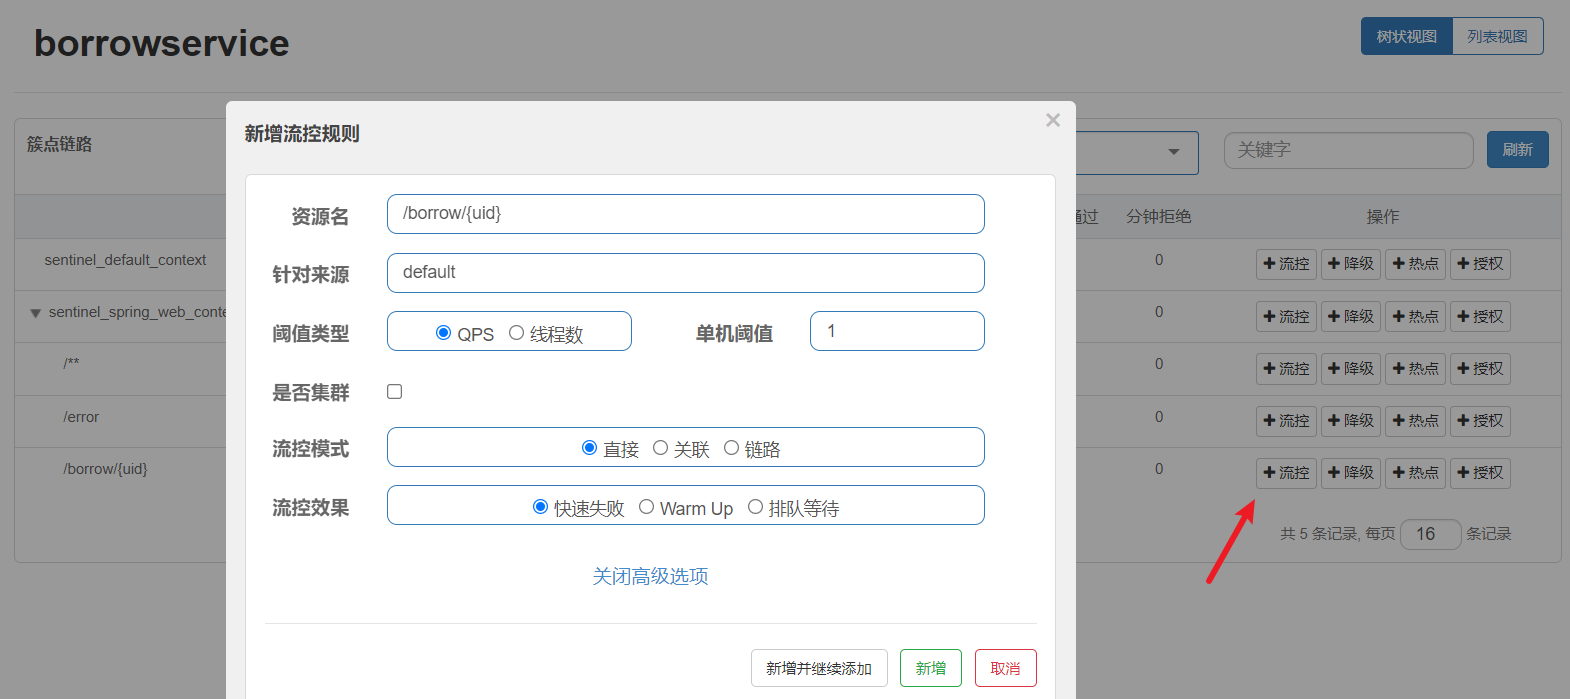 borrowservice
树状视图 列表视图
簇点链路
关键字
刷新
通过 分钟拒绝 操作
sentinel_default_context 0 流控 降级 热点 授权
sentinel_spring_web_conte 0 流控 降级 热点 授权
/** 0 流控 降级 热点 授权
/error 0 流控 降级 热点 授权
/borrow/{uid} 0 流控 降级 热点 授权
共 5 条记录, 每页 16 条记录
新增流控规则 ×
资源名 /borrow/{uid}
针对来源 default
阈值类型 QPS 线程数 单机阈值 1
是否集群
流控模式 直接 关联 链路
流控效果 快速失败 Warm Up 排队等待
关闭高级选项
新增并继续添加 新增 取消